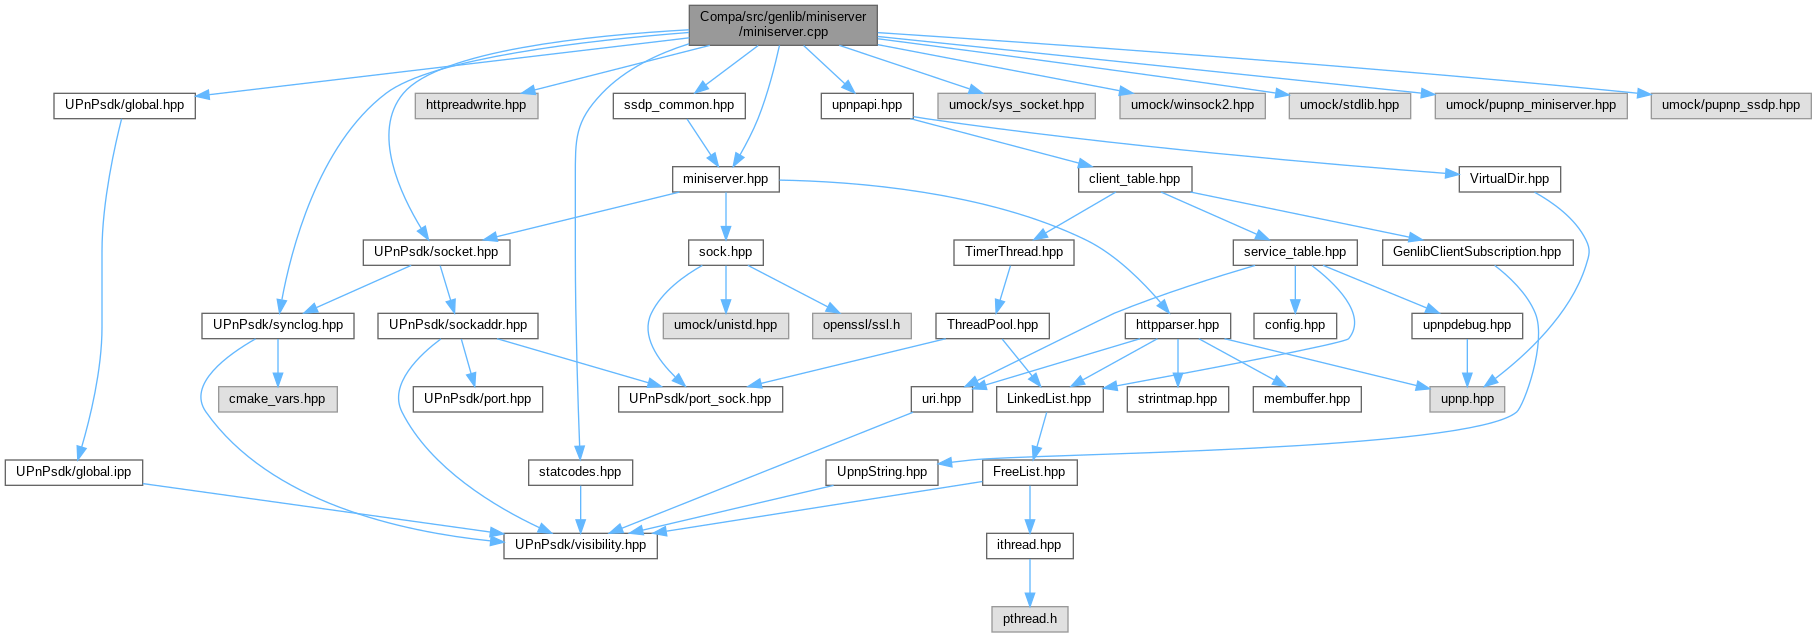 Compa/src/genlib/miniserver
/miniserver.cpp
UPnPsdk/global.hpp
httpreadwrite.hpp
ssdp_common.hpp
upnpapi.hpp
umock/sys_socket.hpp
umock/winsock2.hpp
umock/stdlib.hpp
umock/pupnp_miniserver.hpp
umock/pupnp_ssdp.hpp
miniserver.hpp
client_table.hpp
VirtualDir.hpp
UPnPsdk/socket.hpp
sock.hpp
TimerThread.hpp
service_table.hpp
GenlibClientSubscription.hpp
UPnPsdk/synclog.hpp
UPnPsdk/sockaddr.hpp
umock/unistd.hpp
openssl/ssl.h
ThreadPool.hpp
httpparser.hpp
config.hpp
upnpdebug.hpp
cmake_vars.hpp
UPnPsdk/port.hpp
UPnPsdk/port_sock.hpp
uri.hpp
LinkedList.hpp
strintmap.hpp
membuffer.hpp
upnp.hpp
UPnPsdk/global.ipp
statcodes.hpp
UpnpString.hpp
FreeList.hpp
UPnPsdk/visibility.hpp
ithread.hpp
pthread.h